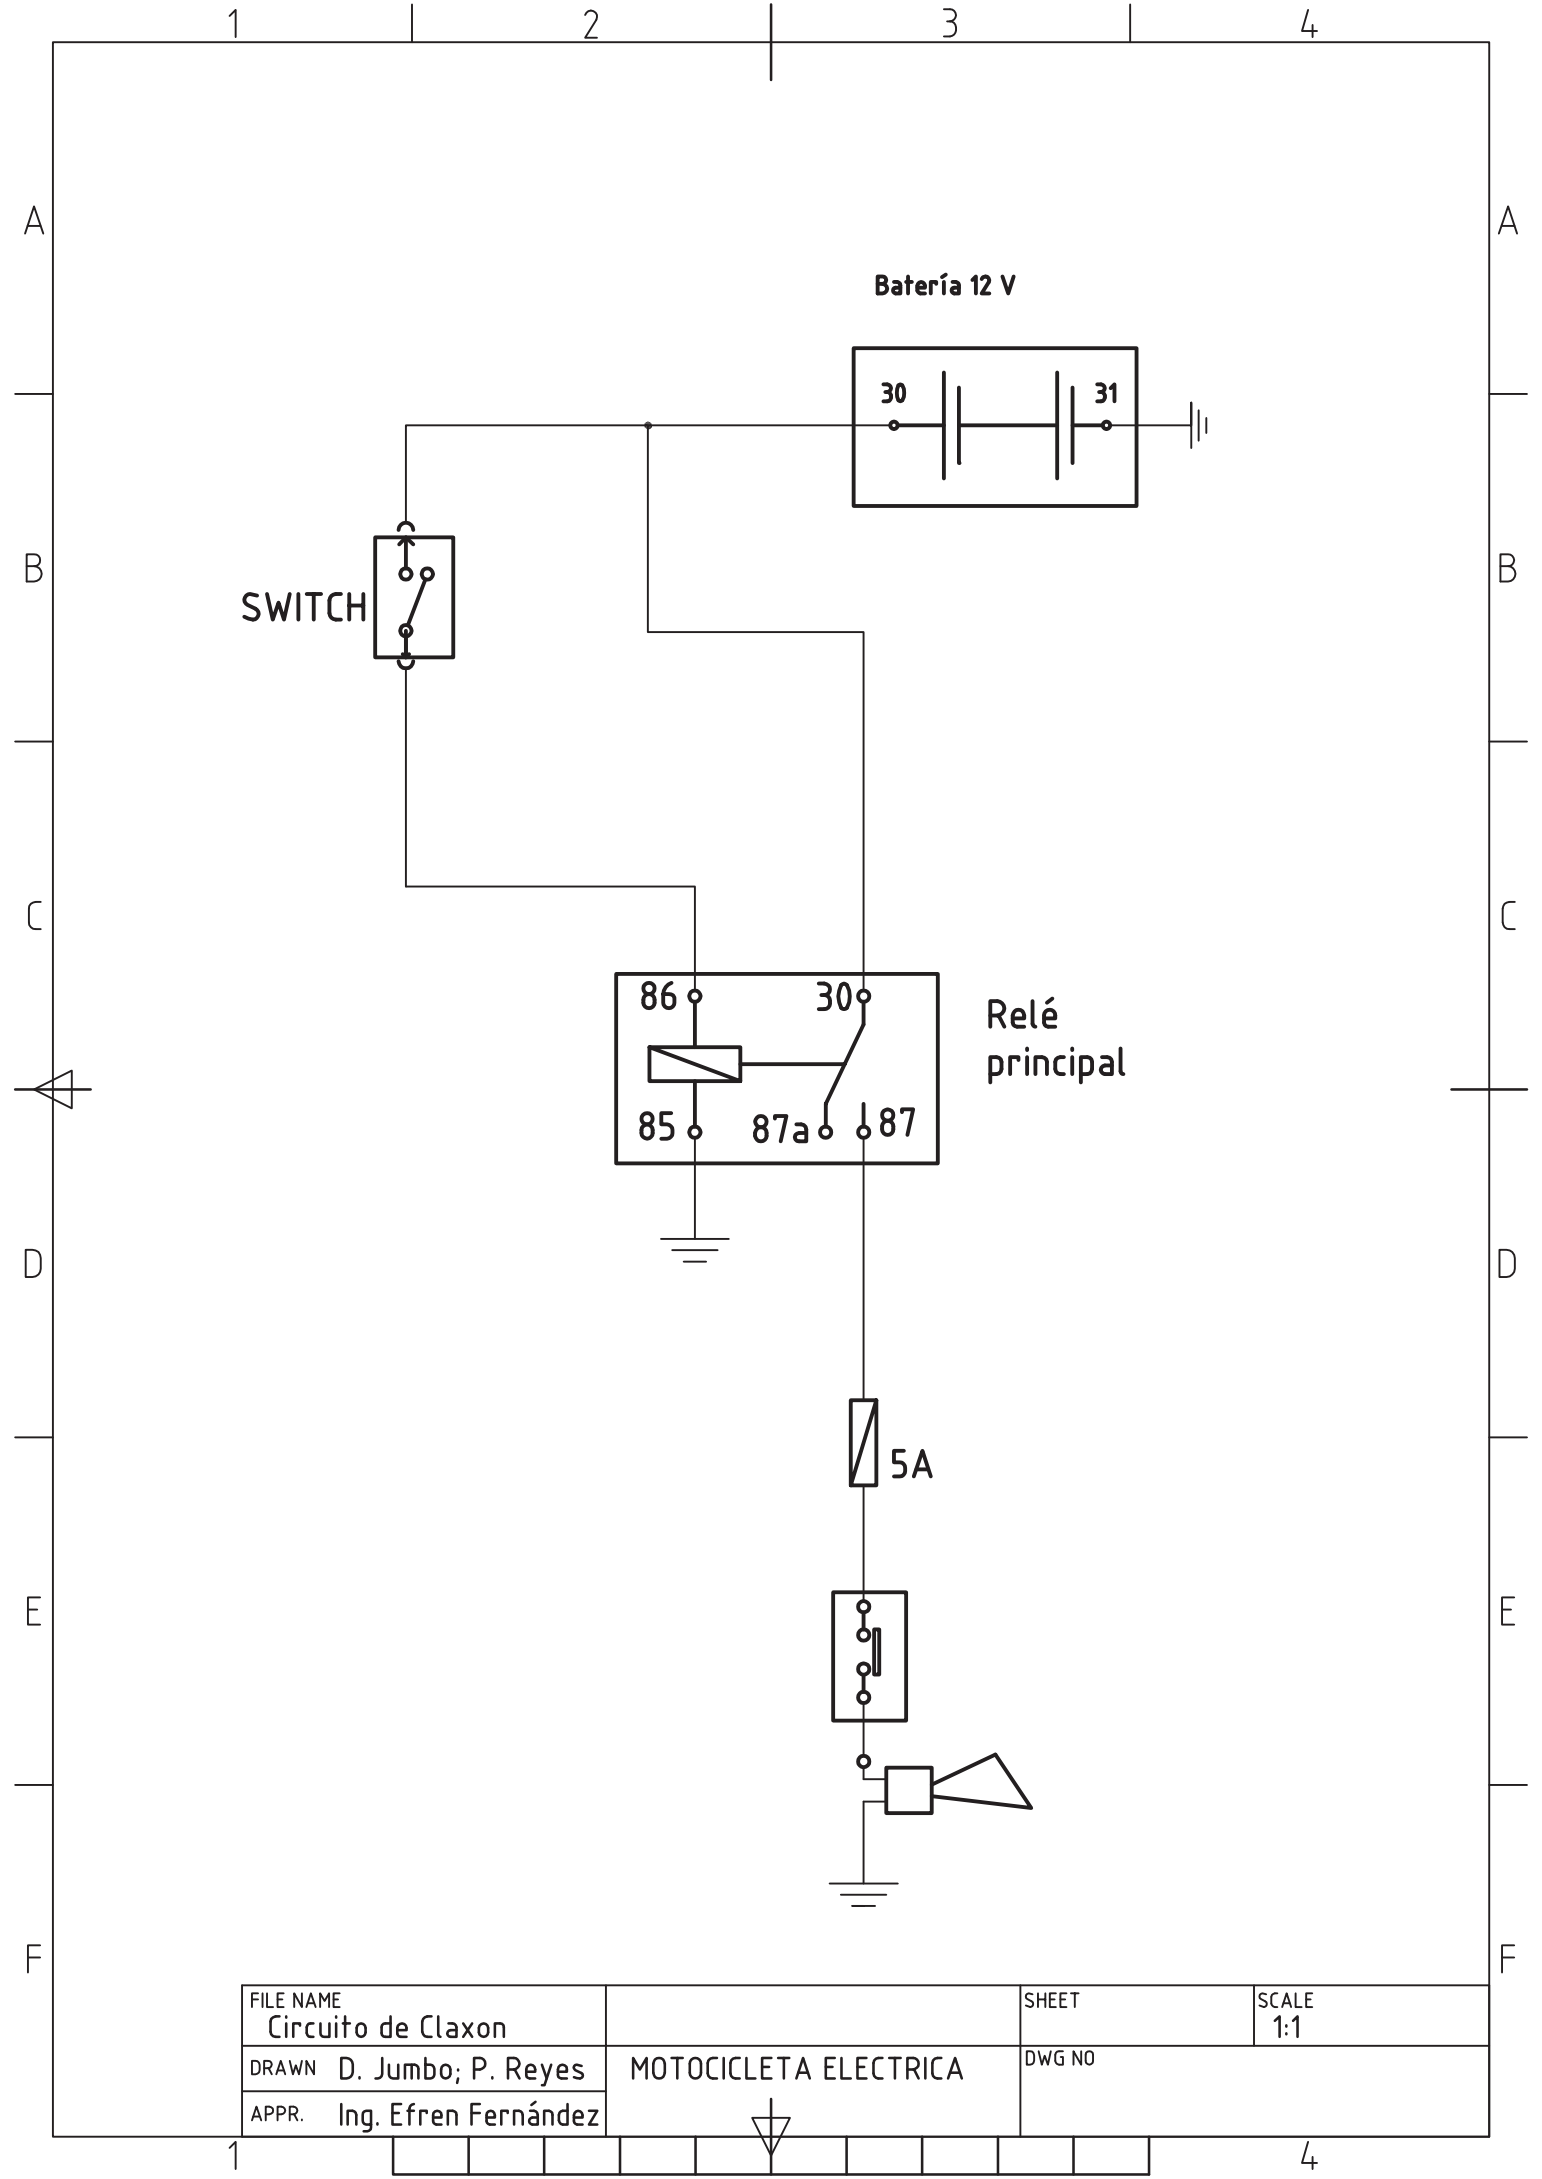 1 2 3 4
A A
Batería 12 V
30 31
B B
SWITCH
C C
86 30
Relé
principal
85 87a 87
D D
5A
E E
F F
FILE NAME
Circuito de Claxon
SHEET
SCALE
1:1
DRAWN D. Jumbo; P. Reyes
MOTOCICLETA ELECTRICA
DWG NO
APPR. Ing. Efren Fernández
1 4